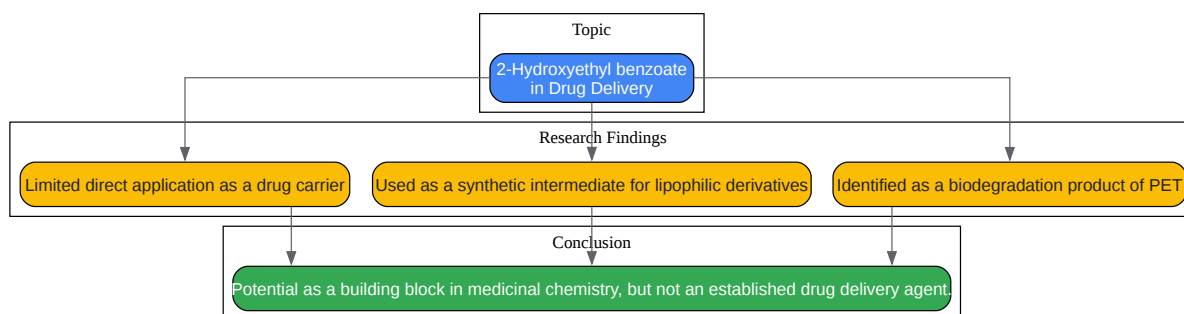 Topic
2-Hydroxyethyl benzoate
in Drug Delivery
Research Findings
Limited direct application as a drug carrier
Used as a synthetic intermediate for lipophilic derivatives
Identified as a biodegradation product of PET
Conclusion
Potential as a building block in medicinal chemistry, but not an established drug delivery agent.